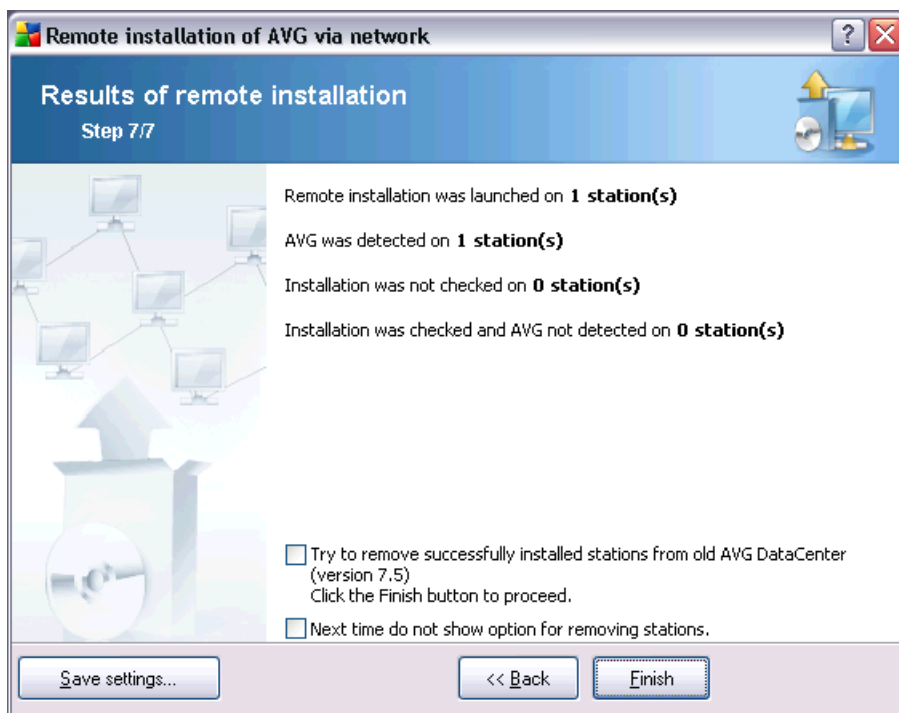 Remote installation of AVG via network
Results of remote installation
Step 7/7
Remote installation was launched on 1 station(s)
AVG was detected on 1 station(s)
Installation was not checked on 0 station(s)
Installation was checked and AVG not detected on 0 station(s)
Try to remove successfully installed stations from old AVG DataCenter
(version 7.5)
Click the Finish button to proceed.
Next time do not show option for removing stations.
Save settings...
<< Back
Finish